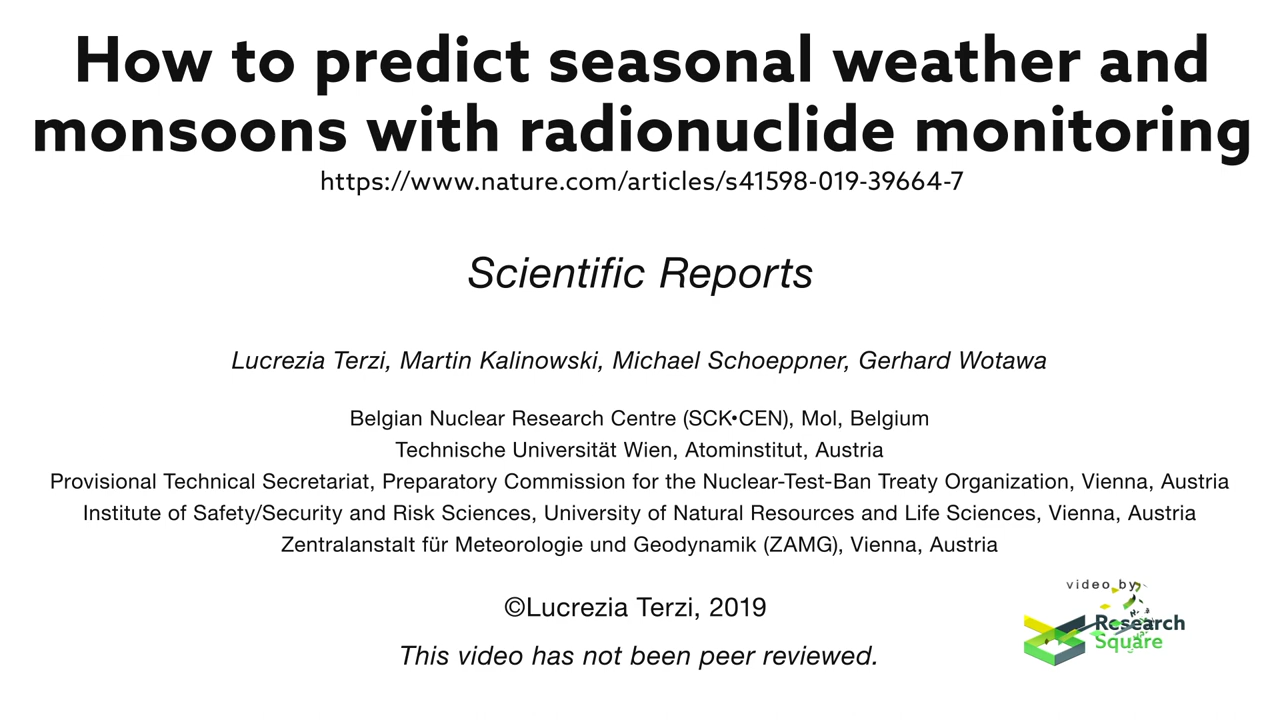 How to predict seasonal weather and
monsoons with radionuclide monitoring
https://www.nature.com/articles/s41598-019-39664-7
Scientific Reports
Lucrezia Terzi, Martin Kalinowski, Michael Schoeppner, Gerhard Wotawa
Belgian Nuclear Research Centre (SCK•CEN), Mol, Belgium
Technische Universität Wien, Atominstitut, Austria
Provisional Technical Secretariat, Preparatory Commission for the Nuclear-Test-Ban Treaty Organization, Vienna, Austria
Institute of Safety/Security and Risk Sciences, University of Natural Resources and Life Sciences, Vienna, Austria
Zentralanstalt für Meteorologie und Geodynamik (ZAMG), Vienna, Austria
©Lucrezia Terzi, 2019
This video has not been peer reviewed.
video by
Research
Square